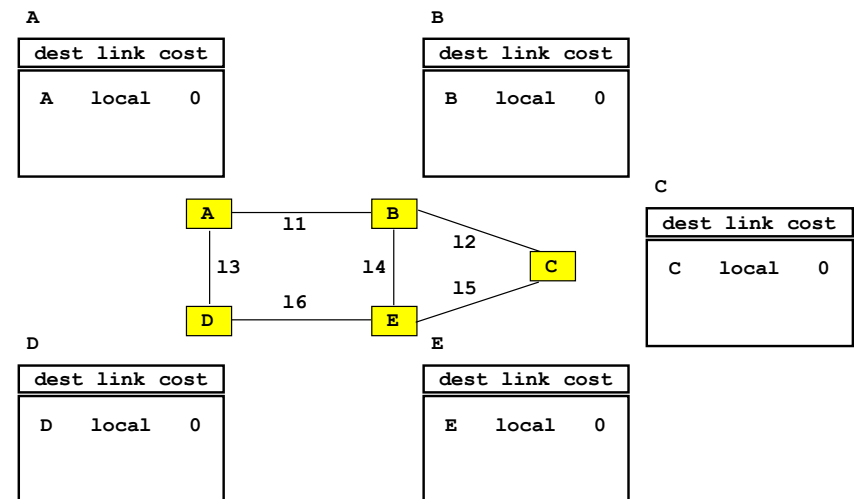 A
dest link cost
A local 0
B
dest link cost
B local 0
C
dest link cost
C local 0
A
l1
B
l2
C
l3
l4
l5
l6
D
E
D
dest link cost
D local 0
E
dest link cost
E local 0